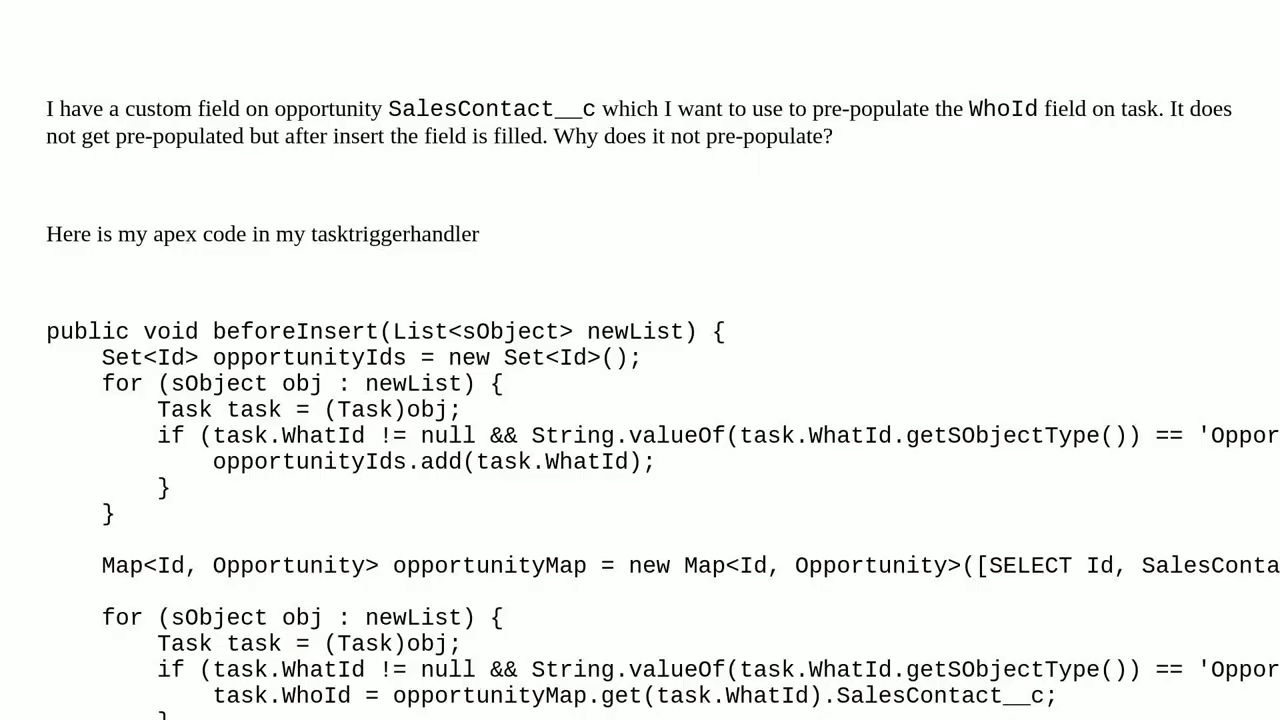 I have a custom field on opportunity SalesContact__c which I want to use to pre-populate the WhoId field on task. It does
not get pre-populated but after insert the field is filled. Why does it not pre-populate?
Here is my apex code in my tasktriggerhandler
public void beforeInsert(List<sObject> newList) {
    Set<Id> opportunityIds = new Set<Id>();
    for (sObject obj : newList) {
        Task task = (Task)obj;
        if (task.WhatId != null && String.valueOf(task.WhatId.getSObjectType()) == 'Oppor
            opportunityIds.add(task.WhatId);
        }
    }
    Map<Id, Opportunity> opportunityMap = new Map<Id, Opportunity>([SELECT Id, SalesConta
    for (sObject obj : newList) {
        Task task = (Task)obj;
        if (task.WhatId != null && String.valueOf(task.WhatId.getSObjectType()) == 'Oppor
            task.WhoId = opportunityMap.get(task.WhatId).SalesContact__c;
        }